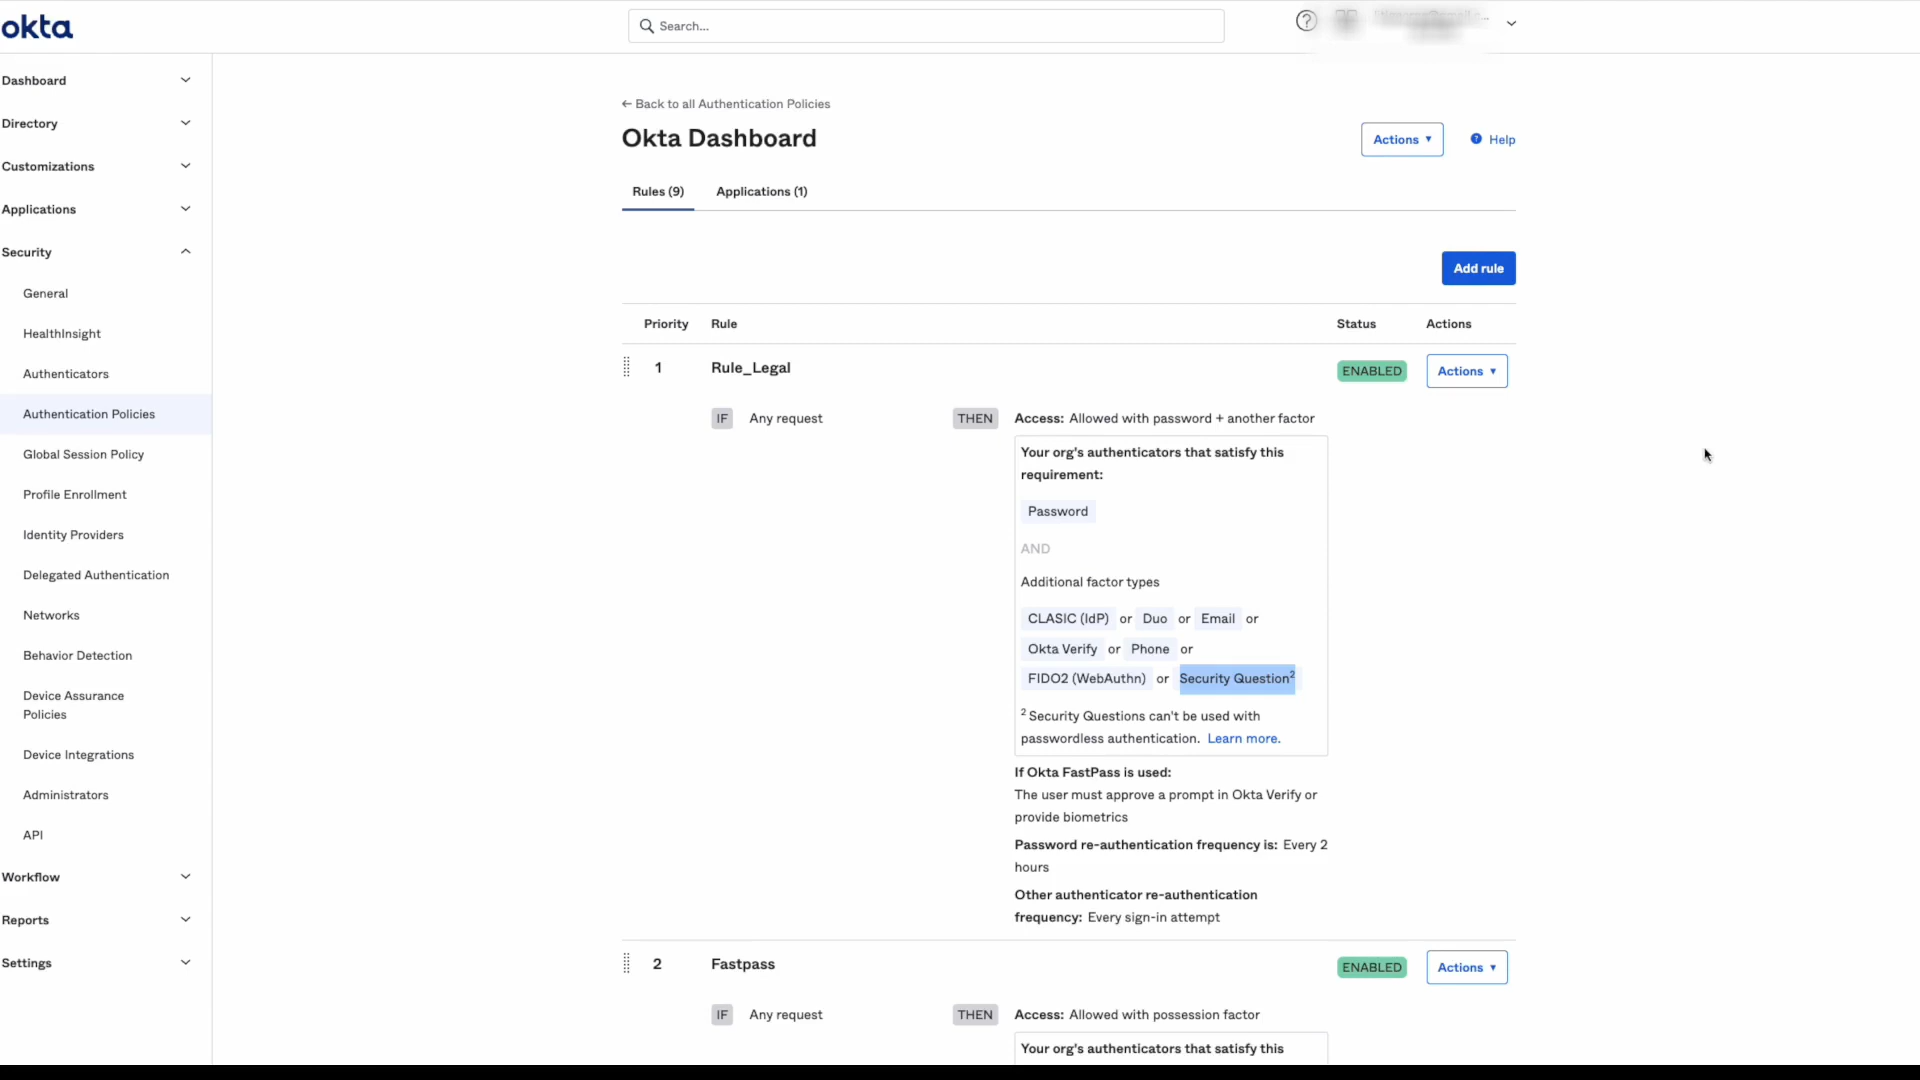 okta
Search...
Dashboard
Directory
Customizations
Applications
Security
General
HealthInsight
Authenticators
Authentication Policies
Global Session Policy
Profile Enrollment
Identity Providers
Delegated Authentication
Networks
Behavior Detection
Device Assurance
Policies
Device Integrations
Administrators
API
Workflow
Reports
Settings
← Back to all Authentication Policies
Okta Dashboard
Actions ▼
? Help
Rules (9) Applications (1)
Add rule
Priority Rule Status Actions
1 Rule_Legal ENABLED Actions ▼
IF Any request THEN Access: Allowed with password + another factor
Your org's authenticators that satisfy this
requirement:
Password
AND
Additional factor types
CLASIC (IdP) or Duo or Email or
Okta Verify or Phone or
FIDO2 (WebAuthn) or Security Question²
² Security Questions can't be used with
passwordless authentication. Learn more.
If Okta FastPass is used:
The user must approve a prompt in Okta Verify or
provide biometrics
Password re-authentication frequency is: Every 2
hours
Other authenticator re-authentication
frequency: Every sign-in attempt
2 Fastpass ENABLED Actions ▼
IF Any request THEN Access: Allowed with possession factor
Your org's authenticators that satisfy this